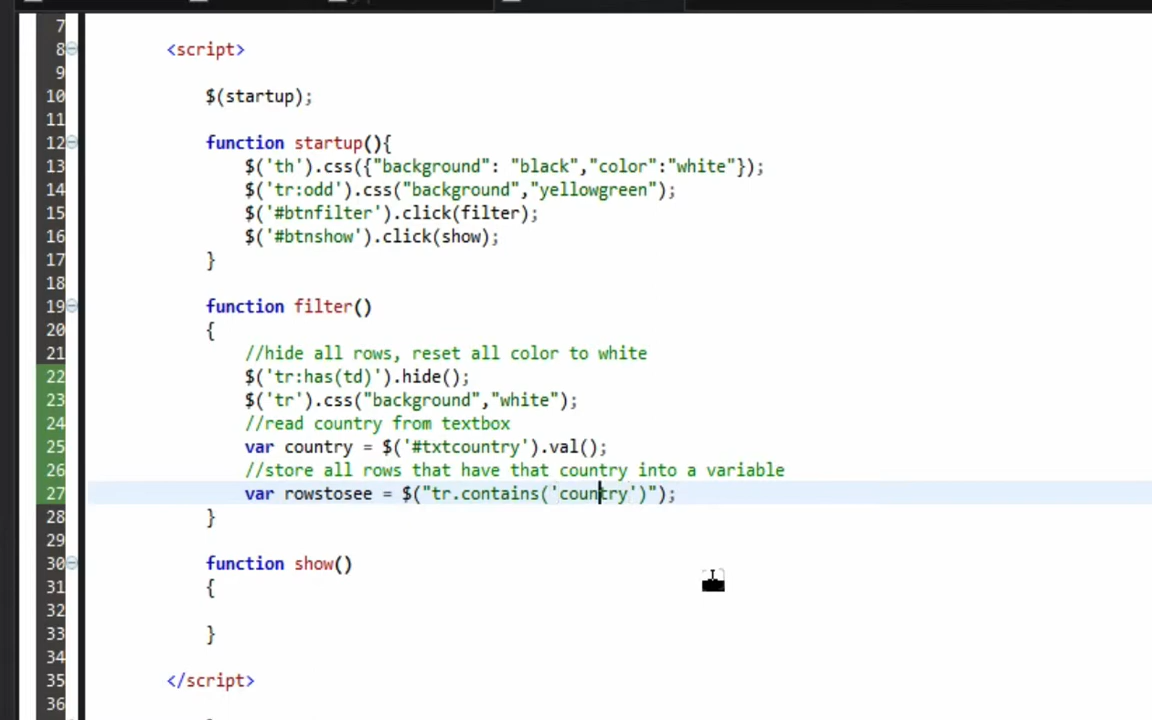 7
8 <script>
9
10 $(startup);
11
12 function startup(){
13 $('th').css({"background": "black","color":"white"});
14 $('tr:odd').css("background","yellowgreen");
15 $('#btnfilter').click(filter);
16 $('#btnshow').click(show);
17 }
18
19 function filter()
20 {
21 //hide all rows, reset all color to white
22 $('tr:has(td)').hide();
23 $('tr').css("background","white");
24 //read country from textbox
25 var country = $('#txtcountry').val();
26 //store all rows that have that country into a variable
27 var rowstosee = $("tr.contains('country')");
28 }
29
30 function show()
31 {
32
33 }
34
35 </script>
36